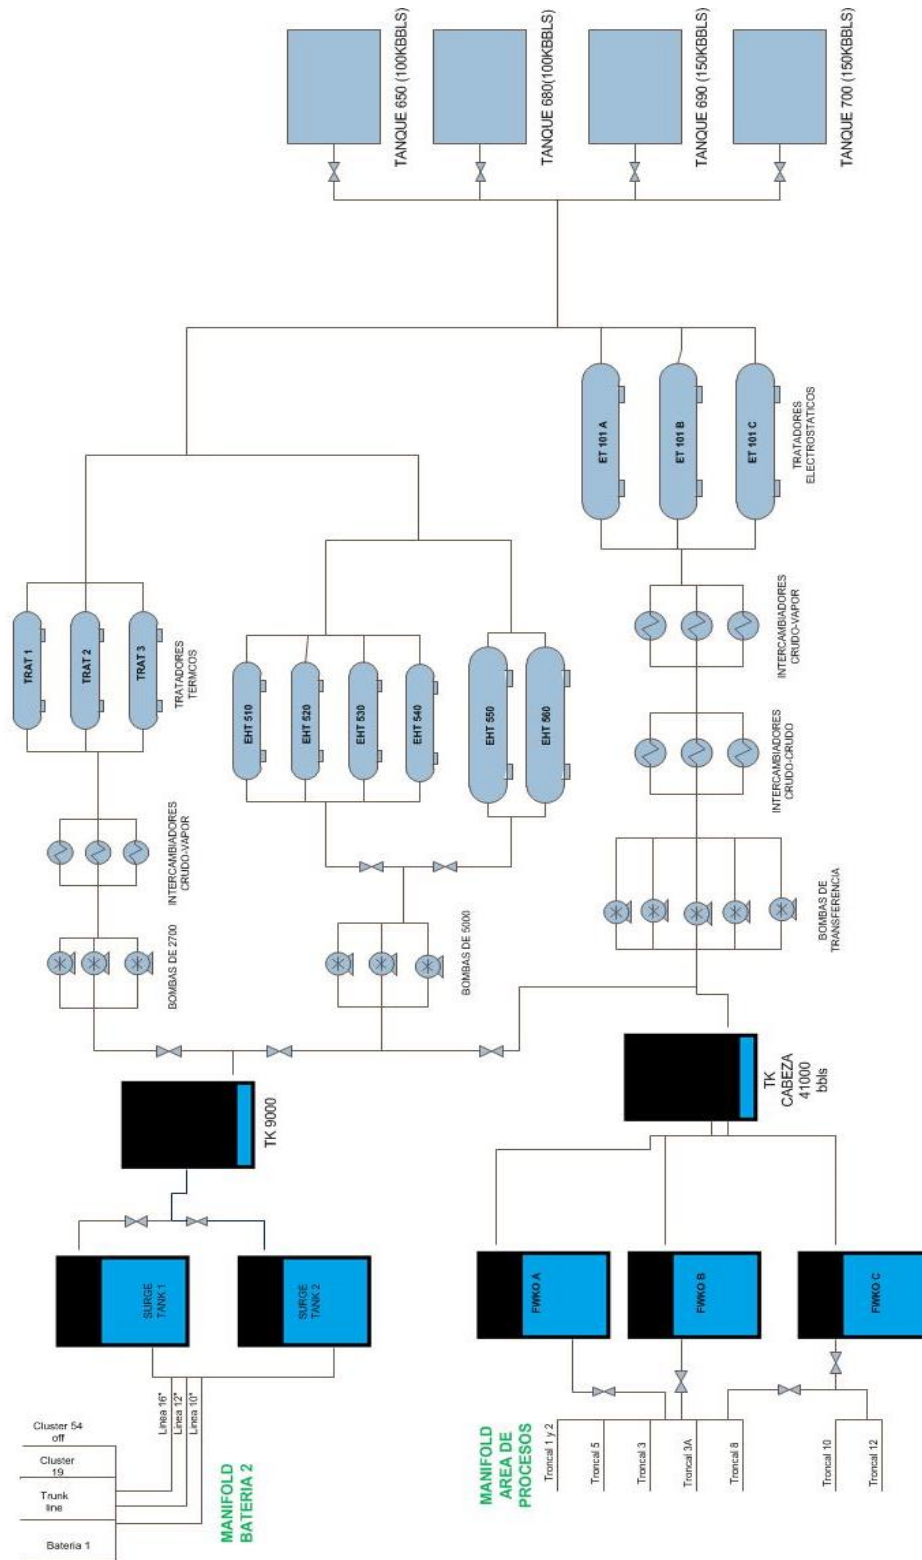 TANQUE 650 (100KBBLS)
TANQUE 680(100KBBLS)
TANQUE 690 (150KBBLS)
TANQUE 700 (150KBBLS)
ET 101 A
ET 101 B
ET 101 C
TRATADORES
ELECTROSTATICOS
TRAT 1
TRAT 2
TRAT 3
TRATADORES
TERMCOS
EHT 510
EHT 520
EHT 530
EHT 540
EHT 550
EHT 560
INTERCAMBIADORES
CRUDO-VAPOR
INTERCAMBIADORES
CRUDO-CRUDO
INTERCAMBIADORES
CRUDO-VAPOR
BOMBAS DE 2700
BOMBAS DE 5000
BOMBAS DE
TRANSFERENCIA
TK 9000
TK
CABEZA
41000
bbls
SURGE
TANK 1
SURGE
TANK 2
FWKO A
FWKO B
FWKO C
Linea 16"
Linea 12"
Linea 10"
Cluster 54
off
Cluster
19
Trunk
line
Bateria 1
MANIFOLD
BATERIA 2
MANIFOLD
AREA DE
PROCESOS
Troncal 1 y 2
Troncal 5
Troncal 3
Troncal 3A
Troncal 8
Troncal 10
Troncal 12